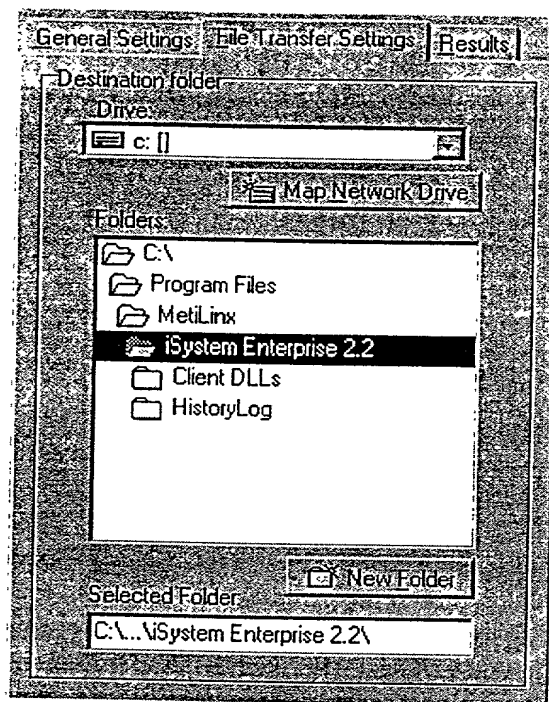 General Settings File Transfer Settings Results
Destination folder
Drive:
c: []
Map Network Drive
Folders:
C:\
Program Files
MetiLinx
iSystem Enterprise 2.2
Client DLLs
HistoryLog
New Folder
Selected Folder:
C:\...\iSystem Enterprise 2.2\